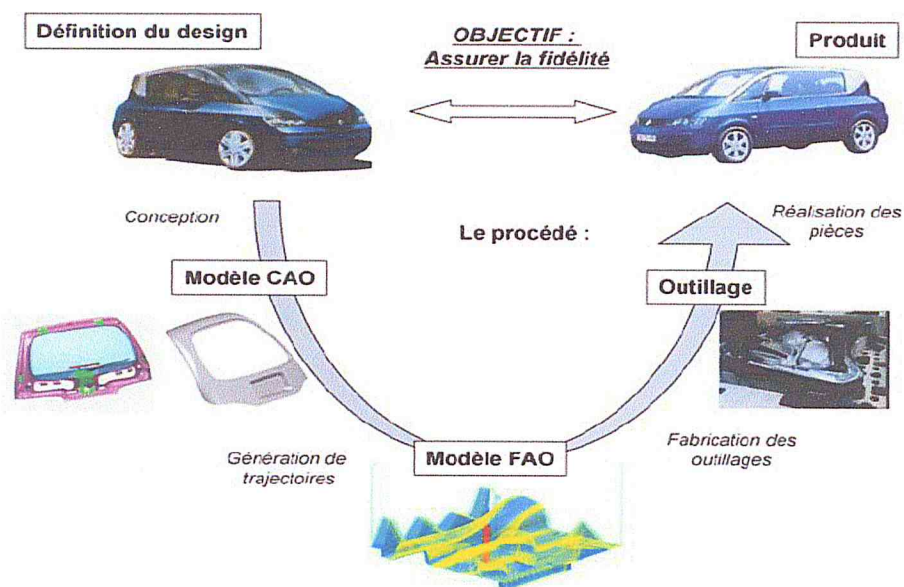 Définition du design
OBJECTIF :
Assurer la fidélité
Produit
Conception
Le procédé :
Réalisation des
pièces
Modèle CAO
Outillage
Génération de
trajectoires
Modèle FAO
Fabrication des
outillages